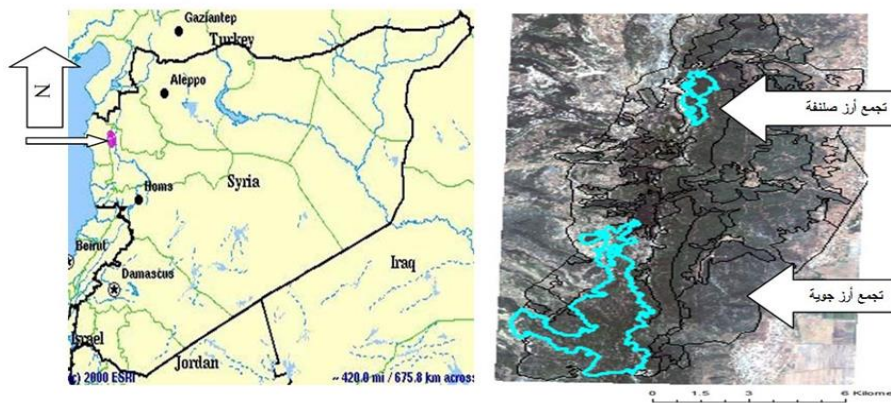 Gaziantep
Turkey
N
Aleppo
Homs
Syria
Beirut
Damascus
Iraq
Israel
Jordan
(c) 2000 ESRI
~ 420.0 mi / 675.8 km across
تجمع أرز صلنفة
تجمع أرز جوبة
0 1.5 3 6 Kilome